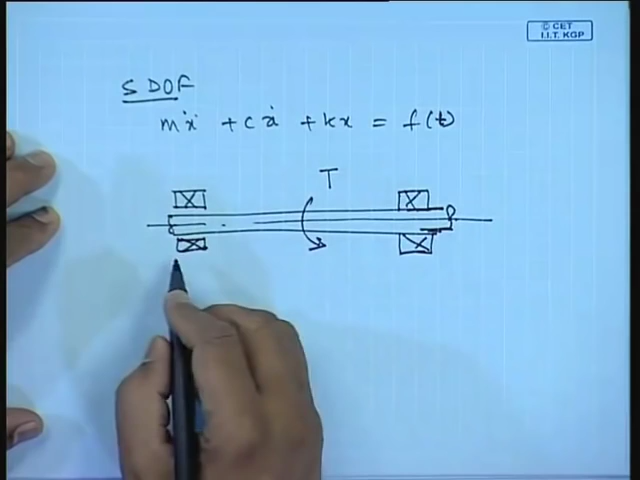 © CET
I.I.T. KGP
SDOF
mẍ + cẋ + kx = f(t)
T